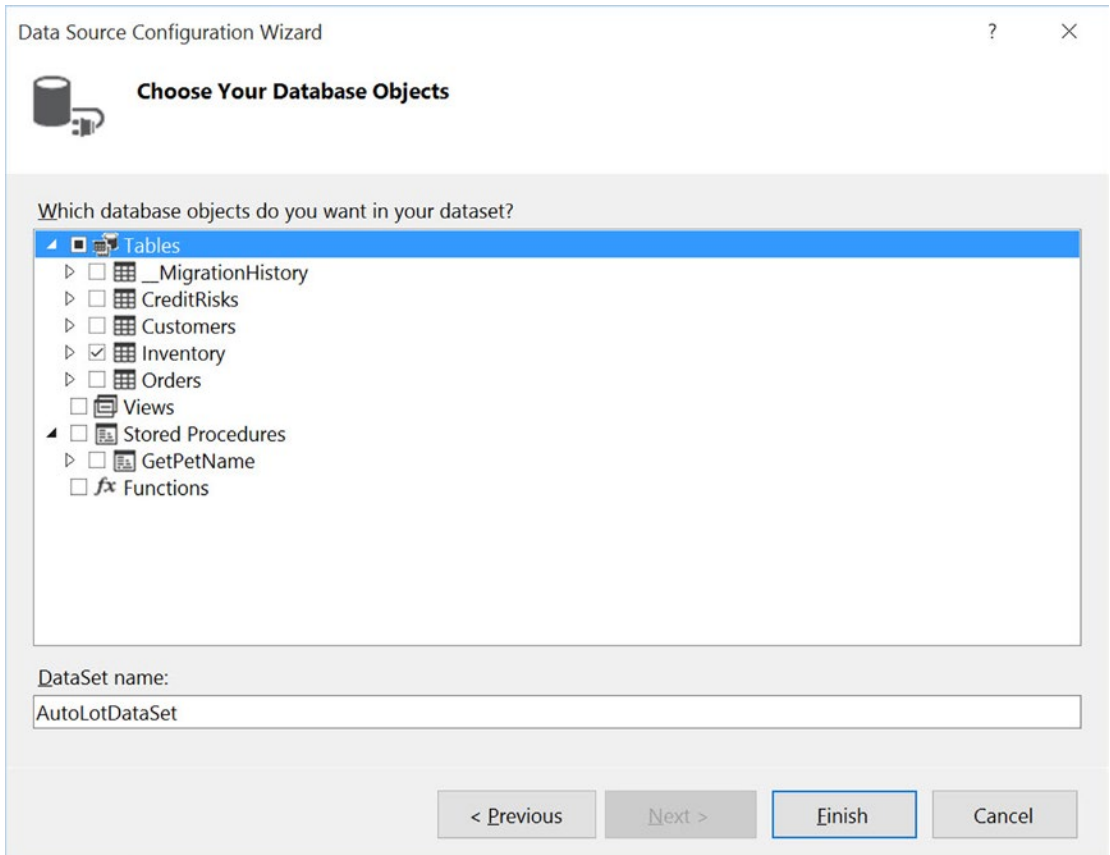 Data Source Configuration Wizard
?
Choose Your Database Objects
Which database objects do you want in your dataset?
Tables
__MigrationHistory
CreditRisks
Customers
Inventory
Orders
Views
Stored Procedures
GetPetName
fx Functions
DataSet name:
AutoLotDataSet
< Previous
Next >
Finish
Cancel